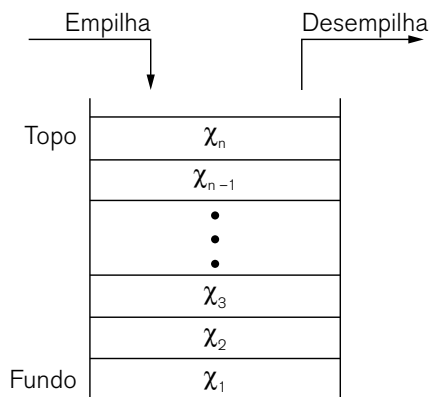 Empilha Desempilha
Topo χₙ
χₙ₋₁
χ₃
χ₂
Fundo χ₁